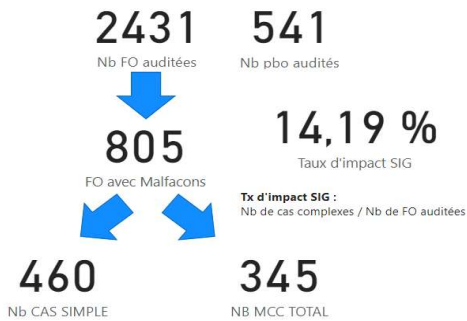 2431 541
Nb FO auditées Nb pbo audités
805 14,19 %
FO avec Malfacons Taux d'impact SIG
Tx d'impact SIG :
Nb de cas complexes / Nb de FO auditées
460 345
Nb CAS SIMPLE NB MCC TOTAL